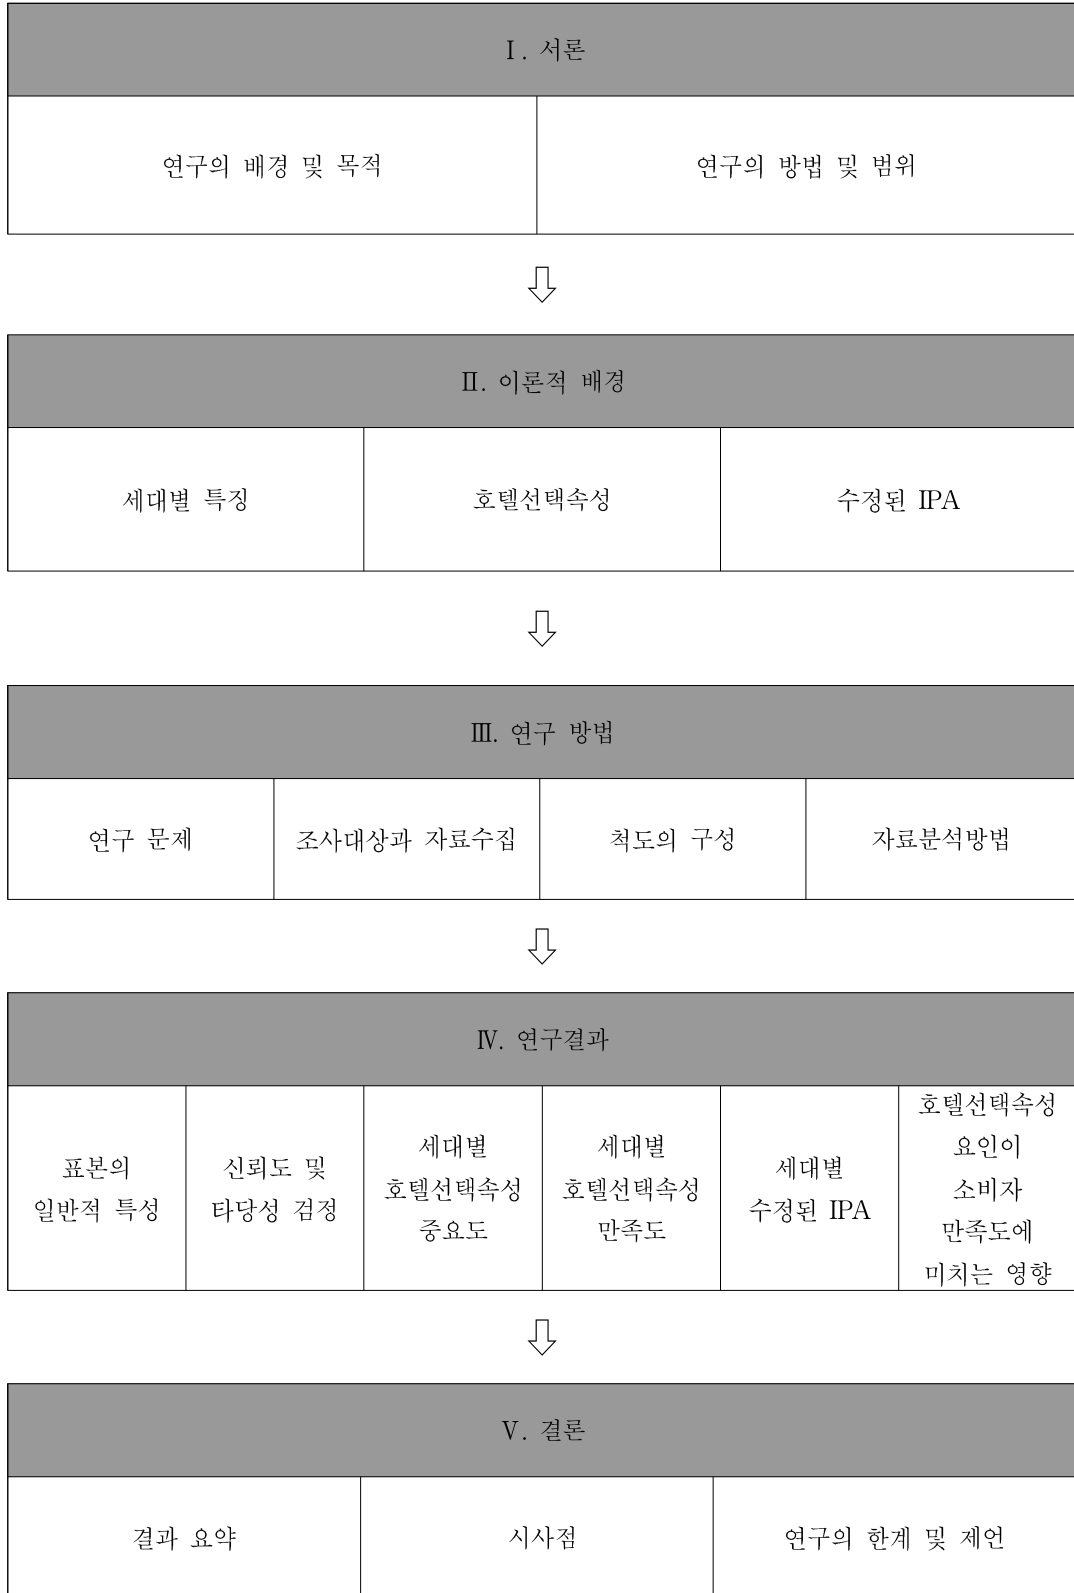 Ⅰ. 서론
연구의 배경 및 목적
연구의 방법 및 범위
Ⅱ. 이론적 배경
세대별 특징
호텔선택속성
수정된 IPA
Ⅲ. 연구 방법
연구 문제
조사대상과 자료수집
척도의 구성
자료분석방법
Ⅳ. 연구결과
표본의
일반적 특성
신뢰도 및
타당성 검정
세대별
호텔선택속성
중요도
세대별
호텔선택속성
만족도
세대별
수정된 IPA
호텔선택속성
요인이
소비자
만족도에
미치는 영향
Ⅴ. 결론
결과 요약
시사점
연구의 한계 및 제언